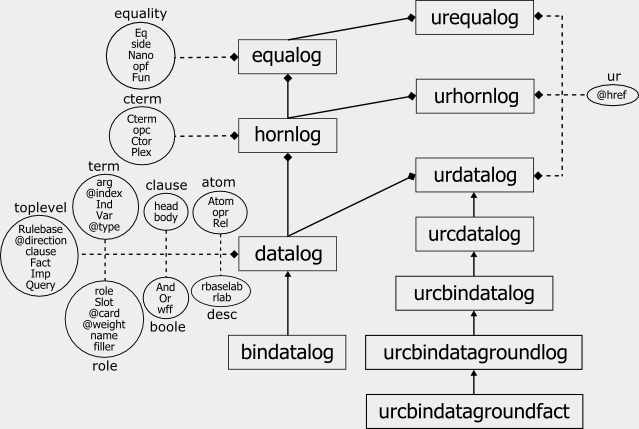 equality
Eq
side
Nano
opf
Fun
equalog
urequalog
ur
@href
cterm
Cterm
opc
Ctor
Plex
hornlog
urhornlog
term
arg
@index
Ind
Var
@type
clause
head
body
atom
Atom
opr
Rel
urdatalog
toplevel
Rulebase
@direction
clause
Fact
Imp
Query
datalog
urcdatalog
role
Slot
@card
@weight
name
filler
role
And
Or
wff
boole
rbaselab
rlab
desc
urcbindatalog
bindatalog
urcbindatagroundlog
urcbindatagroundfact